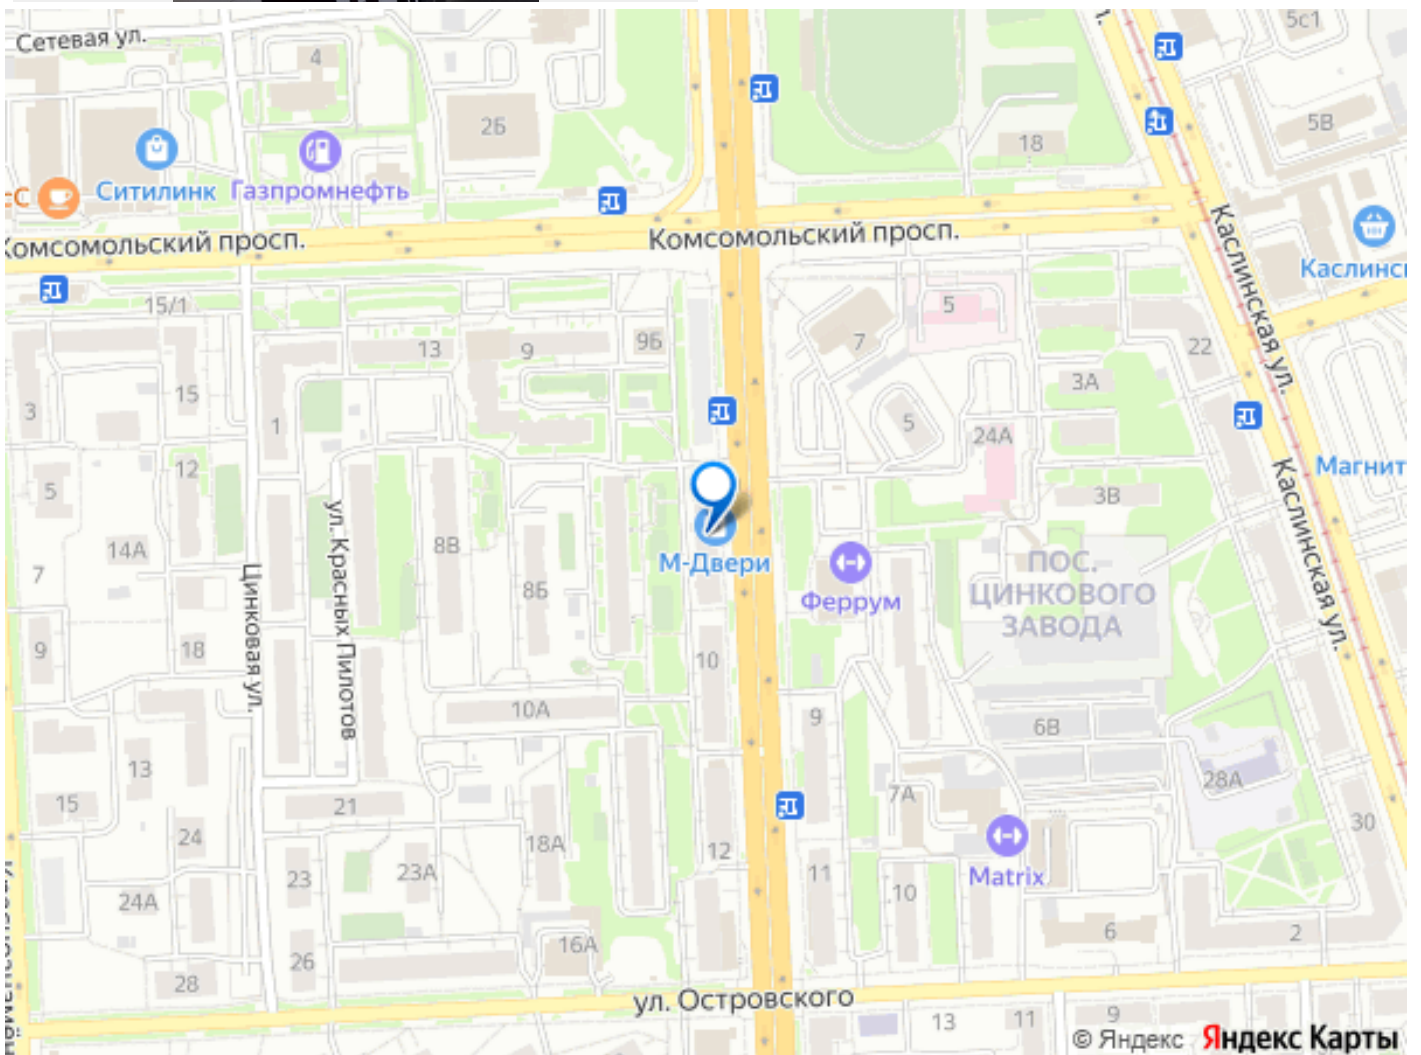 Сетевая ул.
4
2Б
5с1
5В
18
Ситилинк
Газпромнефть
Комсомольский просп.
Комсомольский просп.
Каслинская ул.
15/1
5
7
22
13
9
9Б
3А
3
15
1
5
24А
Магнит
12
5
3В
Каслинская ул.
14А
8В
ул. Красных Пилотов
8Б
М-Двери
Феррум
ПОС.
ЦИНКОВОГО
ЗАВОДА
7
Цинковая ул.
9
18
10
10А
9
6В
13
28А
15
21
7А
30
24
18А
12
23
23А
11
10
Matrix
24А
16А
6
2
26
28
ул. Островского
13
11
9
© Яндекс Яндекс Карты